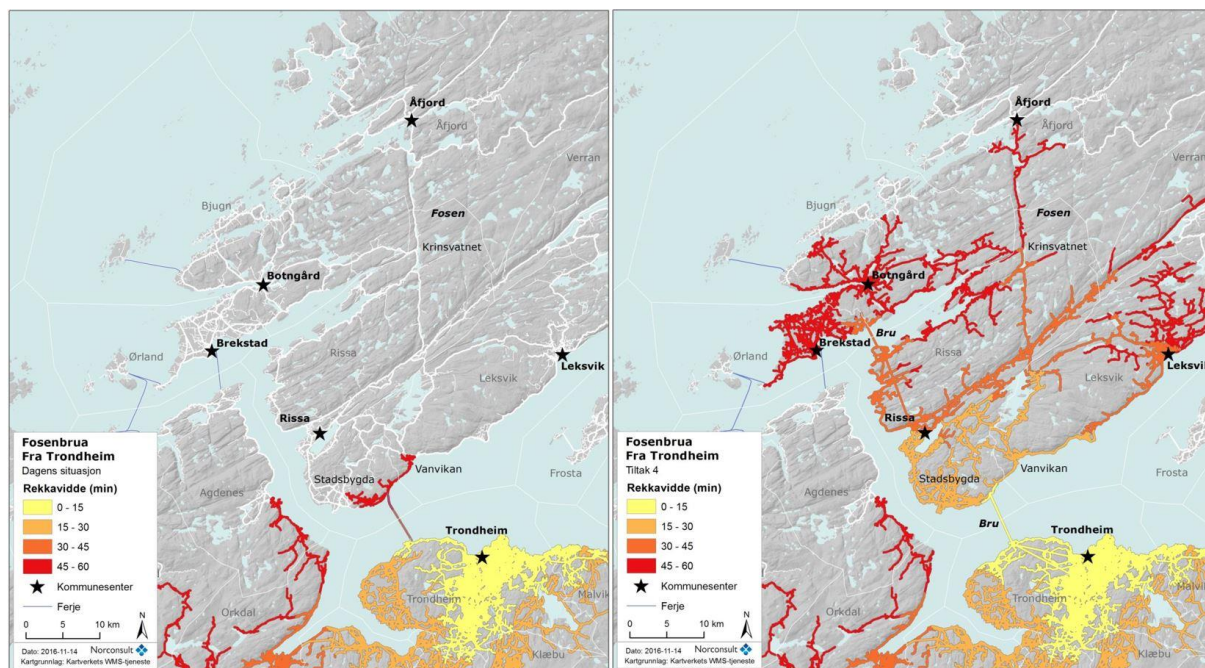 Åfjord
Åfjord
Verran
Bjugn
Fosen
Krinsvatnet
Botngård
Brekstad
Ørland
Rissa
Leksvik
Leksvik
Rissa
Fosenbrua
Fra Trondheim
Dagens situasjon
Rekkavidde (min)
0 - 15
15 - 30
30 - 45
45 - 60
Kommunesenter
Ferje
0 5 10 km
N
Dato: 2016-11-14
Norconsult
Kartgrunnlag: Kartverkets WMS-tjeneste
Agdenes
Stadsbygda
Vanvikan
Frosta
Trondheim
Trondheim
Malvik
Orkdal
Klæbu
Åfjord
Åfjord
Verran
Bjugn
Fosen
Krinsvatnet
Botngård
Bru
Brekstad
Ørland
Rissa
Leksvik
Leksvik
Rissa
Fosenbrua
Fra Trondheim
Tiltak 4
Rekkavidde (min)
0 - 15
15 - 30
30 - 45
45 - 60
Kommunesenter
Ferje
0 5 10 km
N
Dato: 2016-11-14
Norconsult
Kartgrunnlag: Kartverkets WMS-tjeneste
Agdenes
Stadsbygda
Vanvikan
Frosta
Bru
Trondheim
Trondheim
Malvik
Orkdal
Klæbu